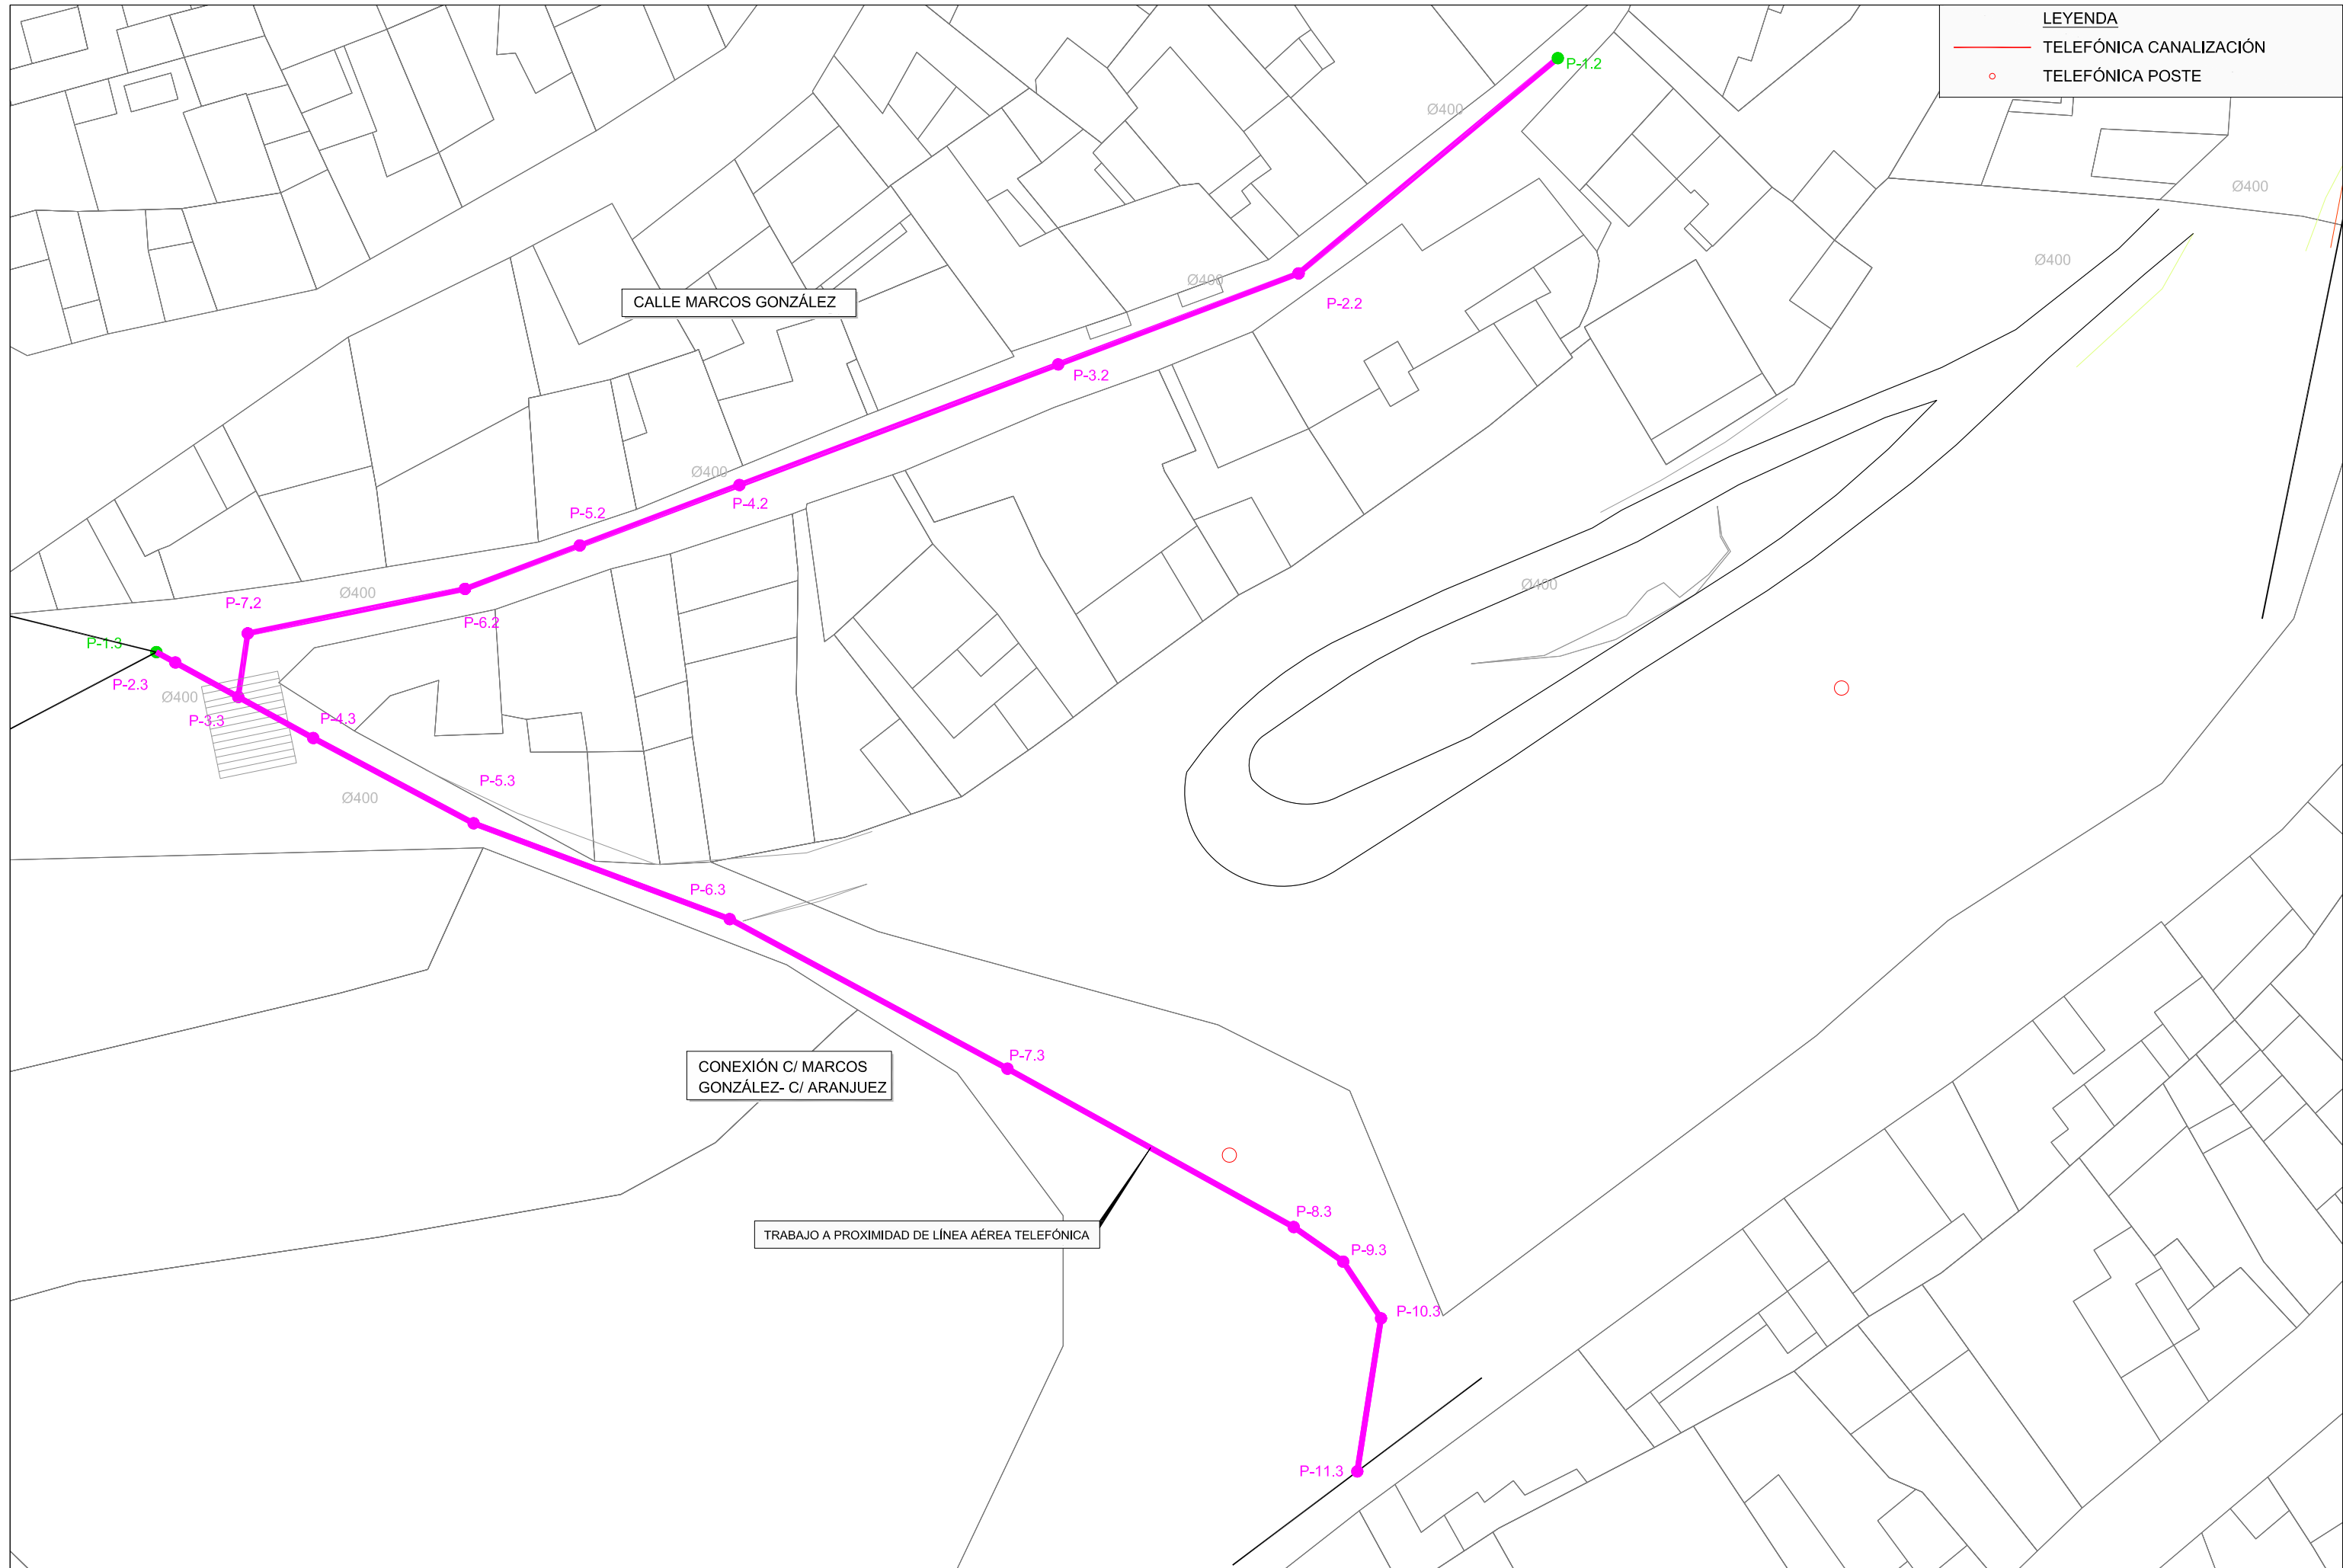 LEYENDA
TELEFÓNICA CANALIZACIÓN
TELEFÓNICA POSTE
P-1.2
Ø400
Ø400
Ø400
Ø400
CALLE MARCOS GONZÁLEZ
P-2.2
P-3.2
Ø400
P-4.2
P-5.2
Ø400
Ø400
P-7.2
P-6.2
P-1.3
P-2.3
Ø400
P-3.3
P-4.3
P-5.3
Ø400
P-6.3
P-7.3
CONEXIÓN C/ MARCOS
GONZÁLEZ- C/ ARANJUEZ
P-8.3
TRABAJO A PROXIMIDAD DE LÍNEA AÉREA TELEFÓNICA
P-9.3
P-10.3
P-11.3